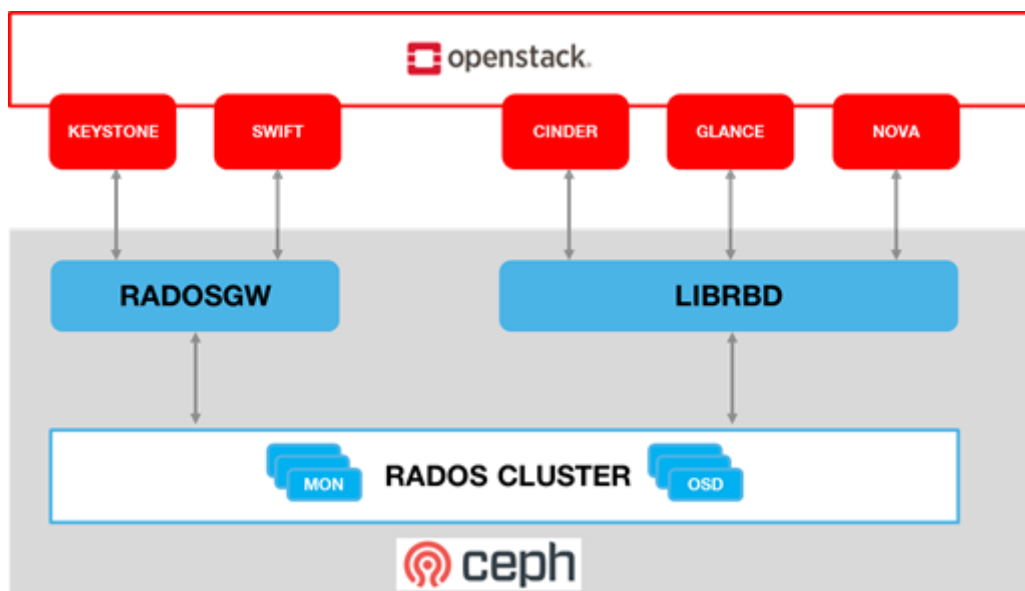 openstack.
KEYSTONE SWIFT CINDER GLANCE NOVA
RADOSGW LIBRBD
MON RADOS CLUSTER OSD
ceph